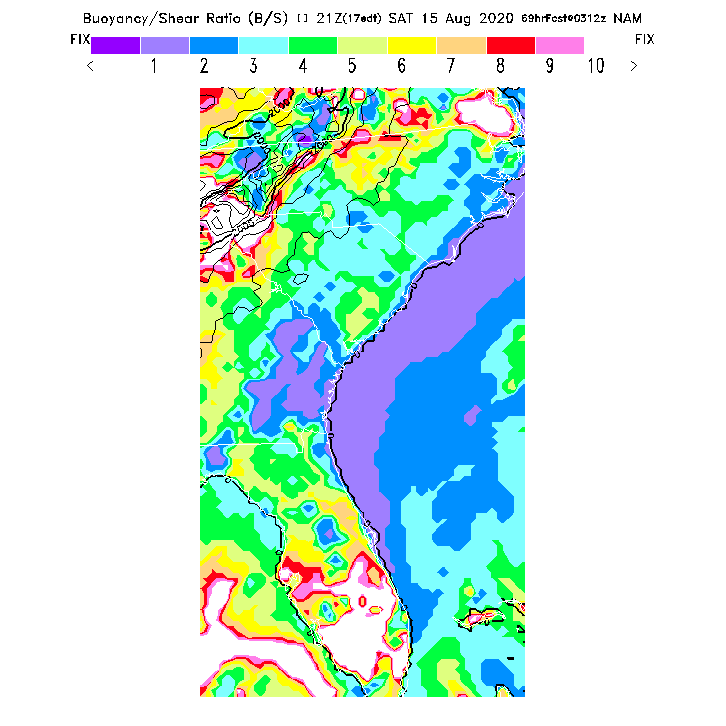 Buoyancy/Shear Ratio (B/S) [] 21Z(17edt) SAT 15 Aug 2020 69hrFcst@0312z NAM
FIX FIX
< 1 2 3 4 5 6 7 8 9 10 >